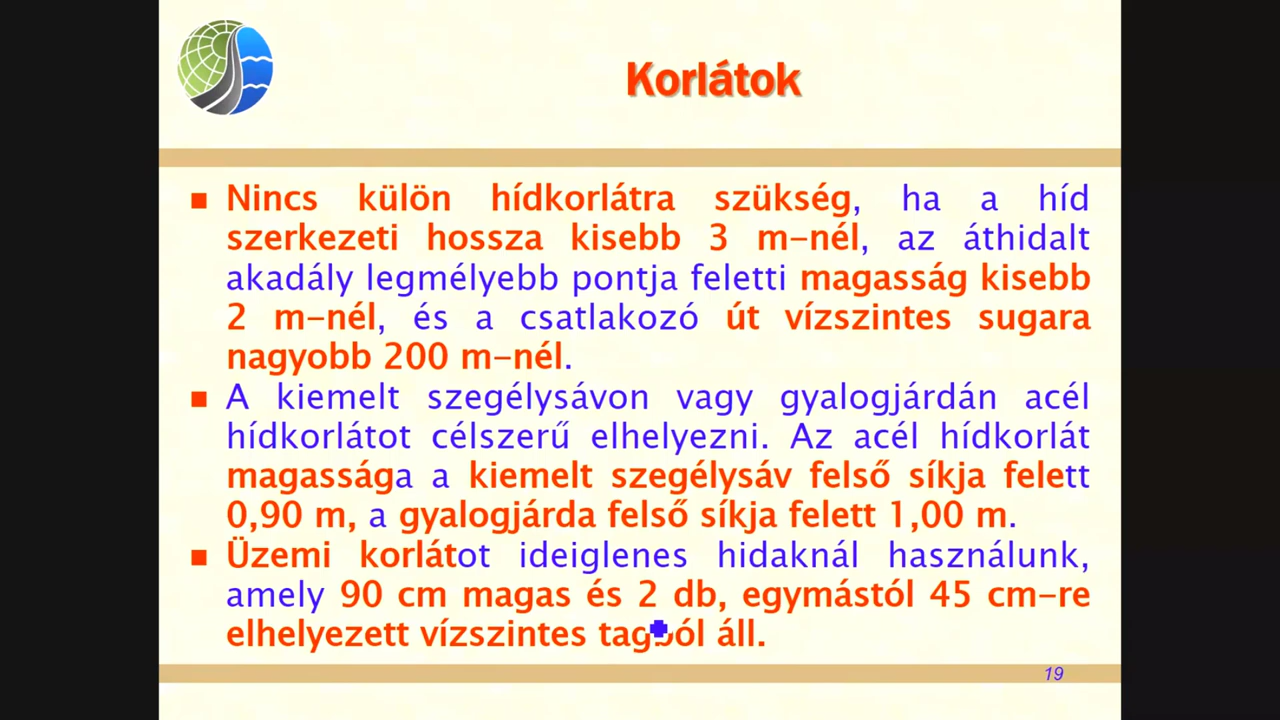 Korlátok
Nincs külön hídkorlátra szükség, ha a híd
szerkezeti hossza kisebb 3 m-nél, az áthidalt
akadály legmélyebb pontja feletti magasság kisebb
2 m-nél, és a csatlakozó út vízszintes sugara
nagyobb 200 m-nél.
A kiemelt szegélysávon vagy gyalogjárdán acél
hídkorlátot célszerű elhelyezni. Az acél hídkorlát
magassága a kiemelt szegélysáv felső síkja felett
0,90 m, a gyalogjárda felső síkja felett 1,00 m.
Üzemi korlátot ideiglenes hidaknál használunk,
amely 90 cm magas és 2 db, egymástól 45 cm-re
elhelyezett vízszintes tagból áll.
19